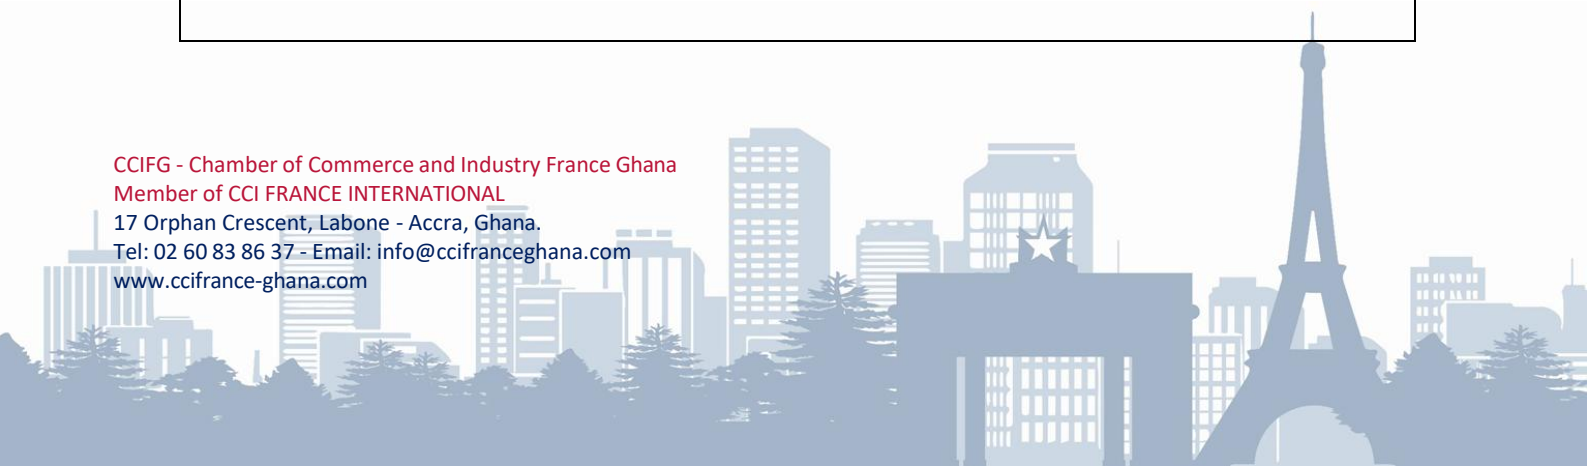 CCIFG - Chamber of Commerce and Industry France Ghana
Member of CCI FRANCE INTERNATIONAL
17 Orphan Crescent, Labone - Accra, Ghana.
Tel: 02 60 83 86 37 - Email: info@ccifranceghana.com
www.ccifrance-ghana.com